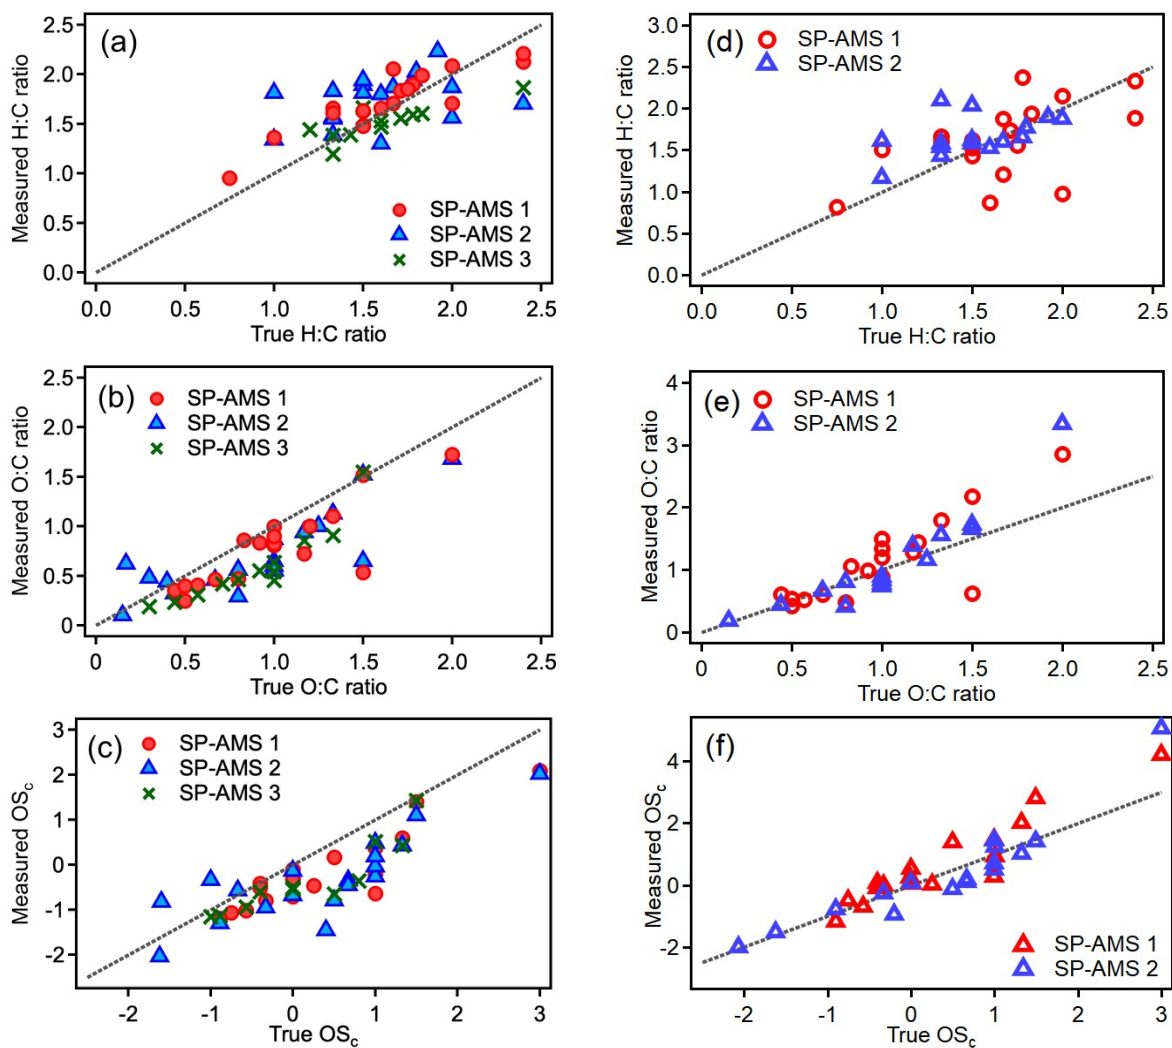 (a)
Measured H:C ratio
2.5
2.0
1.5
1.0
0.5
0.0
SP-AMS 1
SP-AMS 2
SP-AMS 3
0.0 0.5 1.0 1.5 2.0 2.5
True H:C ratio
(d)
Measured H:C ratio
3.0
2.5
2.0
1.5
1.0
0.5
0.0
SP-AMS 1
SP-AMS 2
0.0 0.5 1.0 1.5 2.0 2.5
True H:C ratio
(b)
Measured O:C ratio
2.5
2.0
1.5
1.0
0.5
0
SP-AMS 1
SP-AMS 2
SP-AMS 3
0 0.5 1.0 1.5 2.0 2.5
True O:C ratio
(e)
Measured O:C ratio
4
3
2
1
0
SP-AMS 1
SP-AMS 2
0 0.5 1.0 1.5 2.0 2.5
True O:C ratio
(c)
Measured OSc
3
2
1
0
-1
-2
SP-AMS 1
SP-AMS 2
SP-AMS 3
-2 -1 0 1 2 3
True OSc
(f)
Measured OSc
4
2
0
-2
SP-AMS 1
SP-AMS 2
-2 -1 0 1 2 3
True OSc